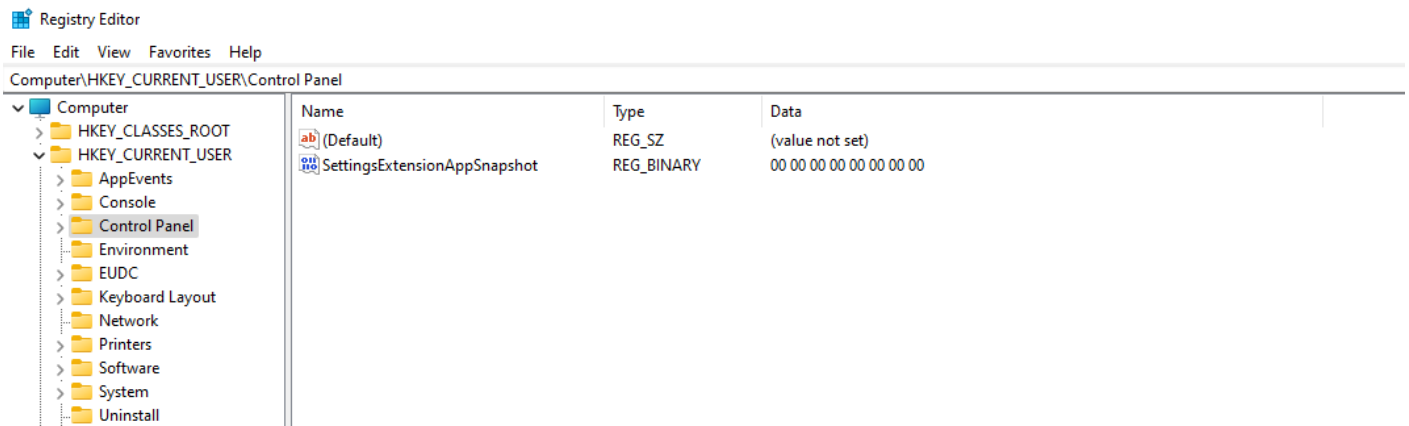 Registry Editor
File Edit View Favorites Help
Computer\HKEY_CURRENT_USER\Control Panel
Computer
HKEY_CLASSES_ROOT
HKEY_CURRENT_USER
AppEvents
Console
Control Panel
Environment
EUDC
Keyboard Layout
Network
Printers
Software
System
Uninstall
Name Type Data
(Default) REG_SZ (value not set)
SettingsExtensionAppSnapshot REG_BINARY 00 00 00 00 00 00 00 00